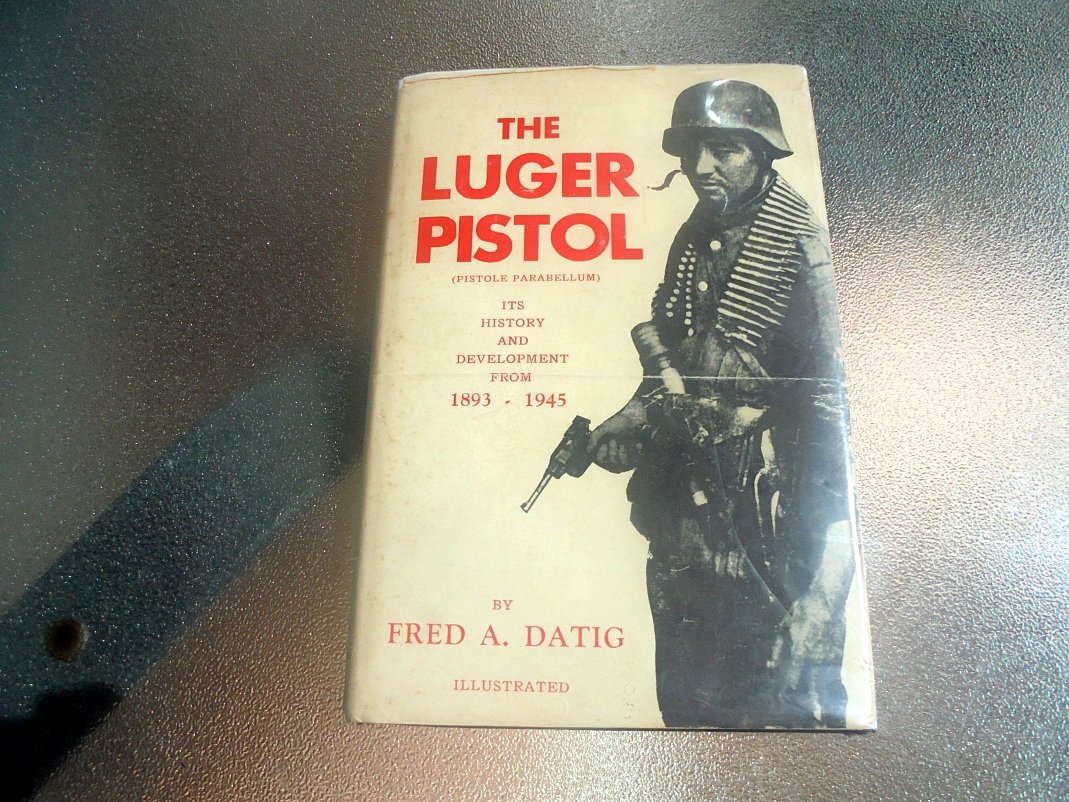 THE
LUGER
PISTOL
(PISTOLE PARABELLUM)
ITS
HISTORY
AND
DEVELOPMENT
FROM
1893 - 1945
BY
FRED A. DATIG
ILLUSTRATED